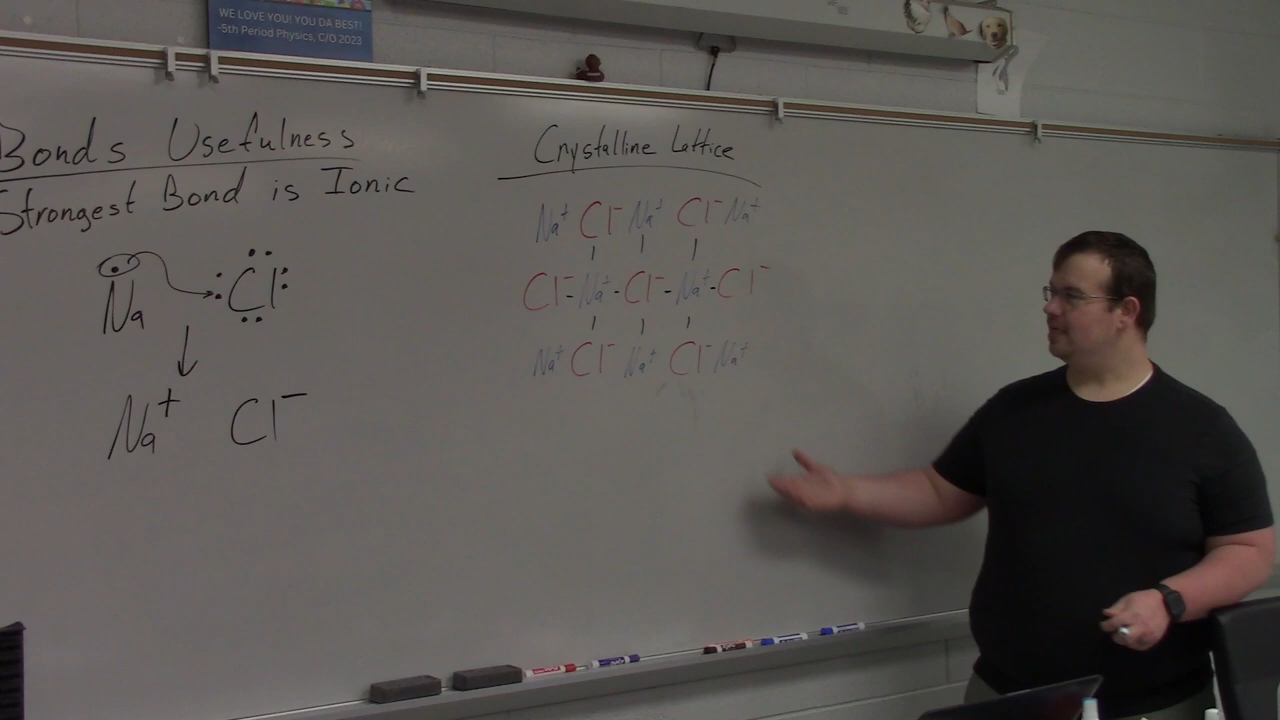 WE LOVE YOU! YOU DA BEST!
-5th Period Physics, C/O 2023
Bonds Usefulness
Strongest Bond is Ionic
Na Cl
Na+ Cl-
Crystalline Lattice
Na+ Cl- Na+ Cl- Na+
Cl- Na+ Cl- Na+ Cl-
Na+ Cl- Na+ Cl- Na+